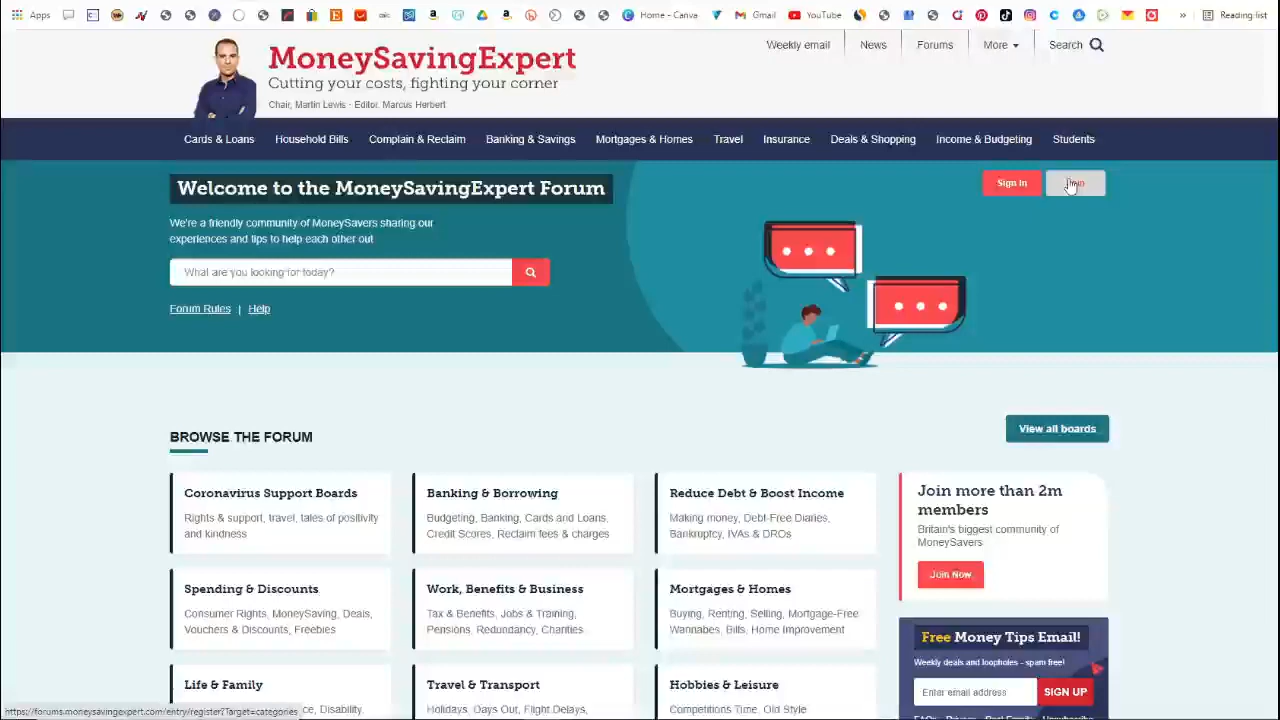 Apps
Home - Canva
Gmail
YouTube
»
Reading list
MoneySavingExpert
Cutting your costs, fighting your corner
Chair, Martin Lewis · Editor, Marcus Herbert
Weekly email
News
Forums
More
Search
Cards & Loans
Household Bills
Complain & Reclaim
Banking & Savings
Mortgages & Homes
Travel
Insurance
Deals & Shopping
Income & Budgeting
Students
Welcome to the MoneySavingExpert Forum
Sign In
We're a friendly community of MoneySavers sharing our
experiences and tips to help each other out
What are you looking for today?
Forum Rules | Help
BROWSE THE FORUM
View all boards
Coronavirus Support Boards
Rights & support, travel, tales of positivity
and kindness
Banking & Borrowing
Budgeting, Banking, Cards and Loans,
Credit Scores, Reclaim fees & charges
Reduce Debt & Boost Income
Making money, Debt-Free Diaries,
Bankruptcy, IVAs & DROs
Join more than 2m
members
Britain's biggest community of
MoneySavers
Join Now
Spending & Discounts
Consumer Rights, MoneySaving, Deals,
Vouchers & Discounts, Freebies
Work, Benefits & Business
Tax & Benefits, Jobs & Training,
Pensions, Redundancy, Charities
Mortgages & Homes
Buying, Renting, Selling, Mortgage-Free
Wannabes, Bills, Home Improvement
Free Money Tips Email!
Weekly deals and loopholes - spam free!
Enter email address
SIGN UP
Life & Family
Disability,
Travel & Transport
Holidays, Days Out, Flight Delays,
Hobbies & Leisure
Competitions Time, Old Style
https://forums.moneysavingexpert.com/entry/register?Target=categories